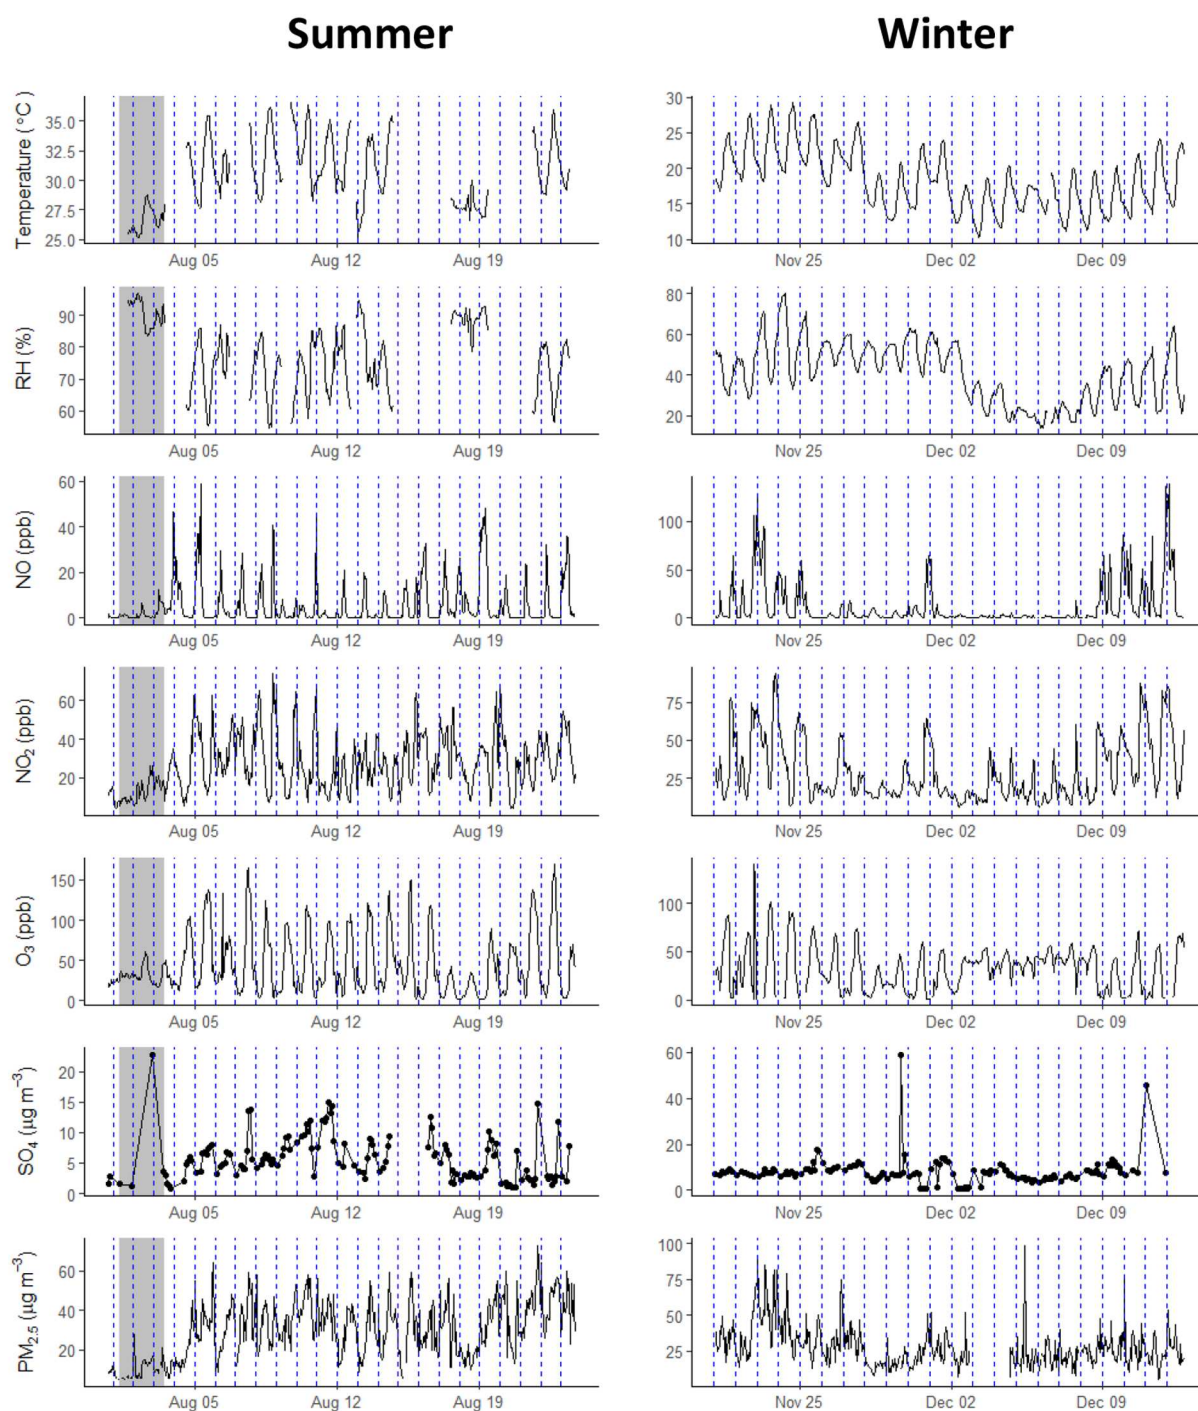 Summer Winter
Temperature (°C)
35.0
32.5
30.0
27.5
25.0
Aug 05 Aug 12 Aug 19
30
25
20
15
10
Nov 25 Dec 02 Dec 09
RH (%)
90
80
70
60
Aug 05 Aug 12 Aug 19
80
60
40
20
Nov 25 Dec 02 Dec 09
NO (ppb)
60
40
20
0
Aug 05 Aug 12 Aug 19
100
50
0
Nov 25 Dec 02 Dec 09
NO₂ (ppb)
60
40
20
Aug 05 Aug 12 Aug 19
75
50
25
Nov 25 Dec 02 Dec 09
O₃ (ppb)
150
100
50
0
Aug 05 Aug 12 Aug 19
100
50
0
Nov 25 Dec 02 Dec 09
SO₄ (µg m⁻³)
20
15
10
5
0
Aug 05 Aug 12 Aug 19
60
40
20
0
Nov 25 Dec 02 Dec 09
PM₂.₅ (µg m⁻³)
60
40
20
Aug 05 Aug 12 Aug 19
100
75
50
25
Nov 25 Dec 02 Dec 09